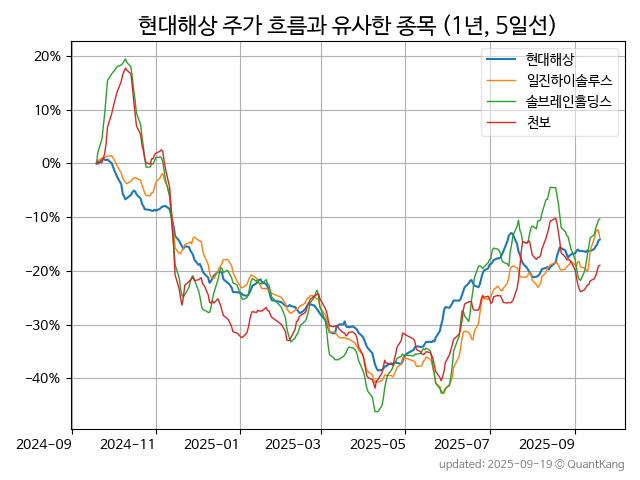 현대해상 주가 흐름과 유사한 종목 (1년, 5일선)
현대해상
일진하이솔루스
솔브레인홀딩스
천보
20%
10%
0%
−10%
−20%
−30%
−40%
2024-09
2024-11
2025-01
2025-03
2025-05
2025-07
2025-09
updated: 2025-09-19 © QuantKang